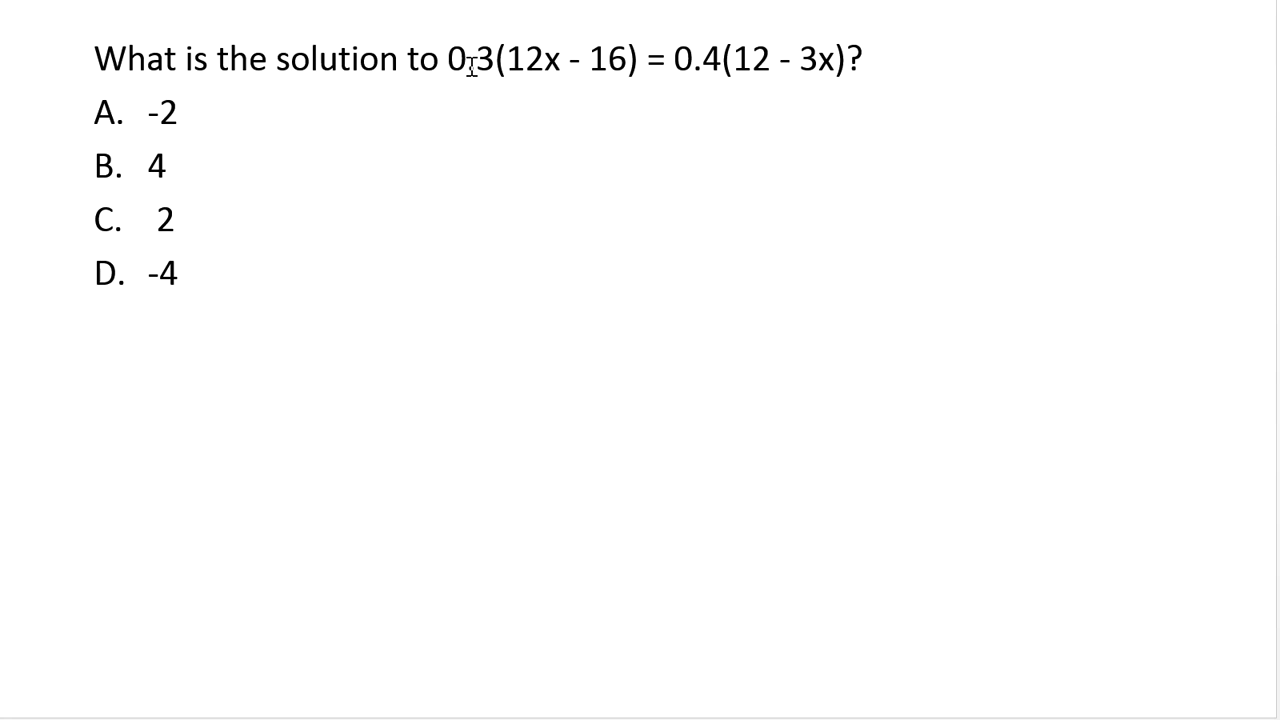 What is the solution to 0.3(12x - 16) = 0.4(12 - 3x)?
A. -2
B. 4
C. 2
D. -4